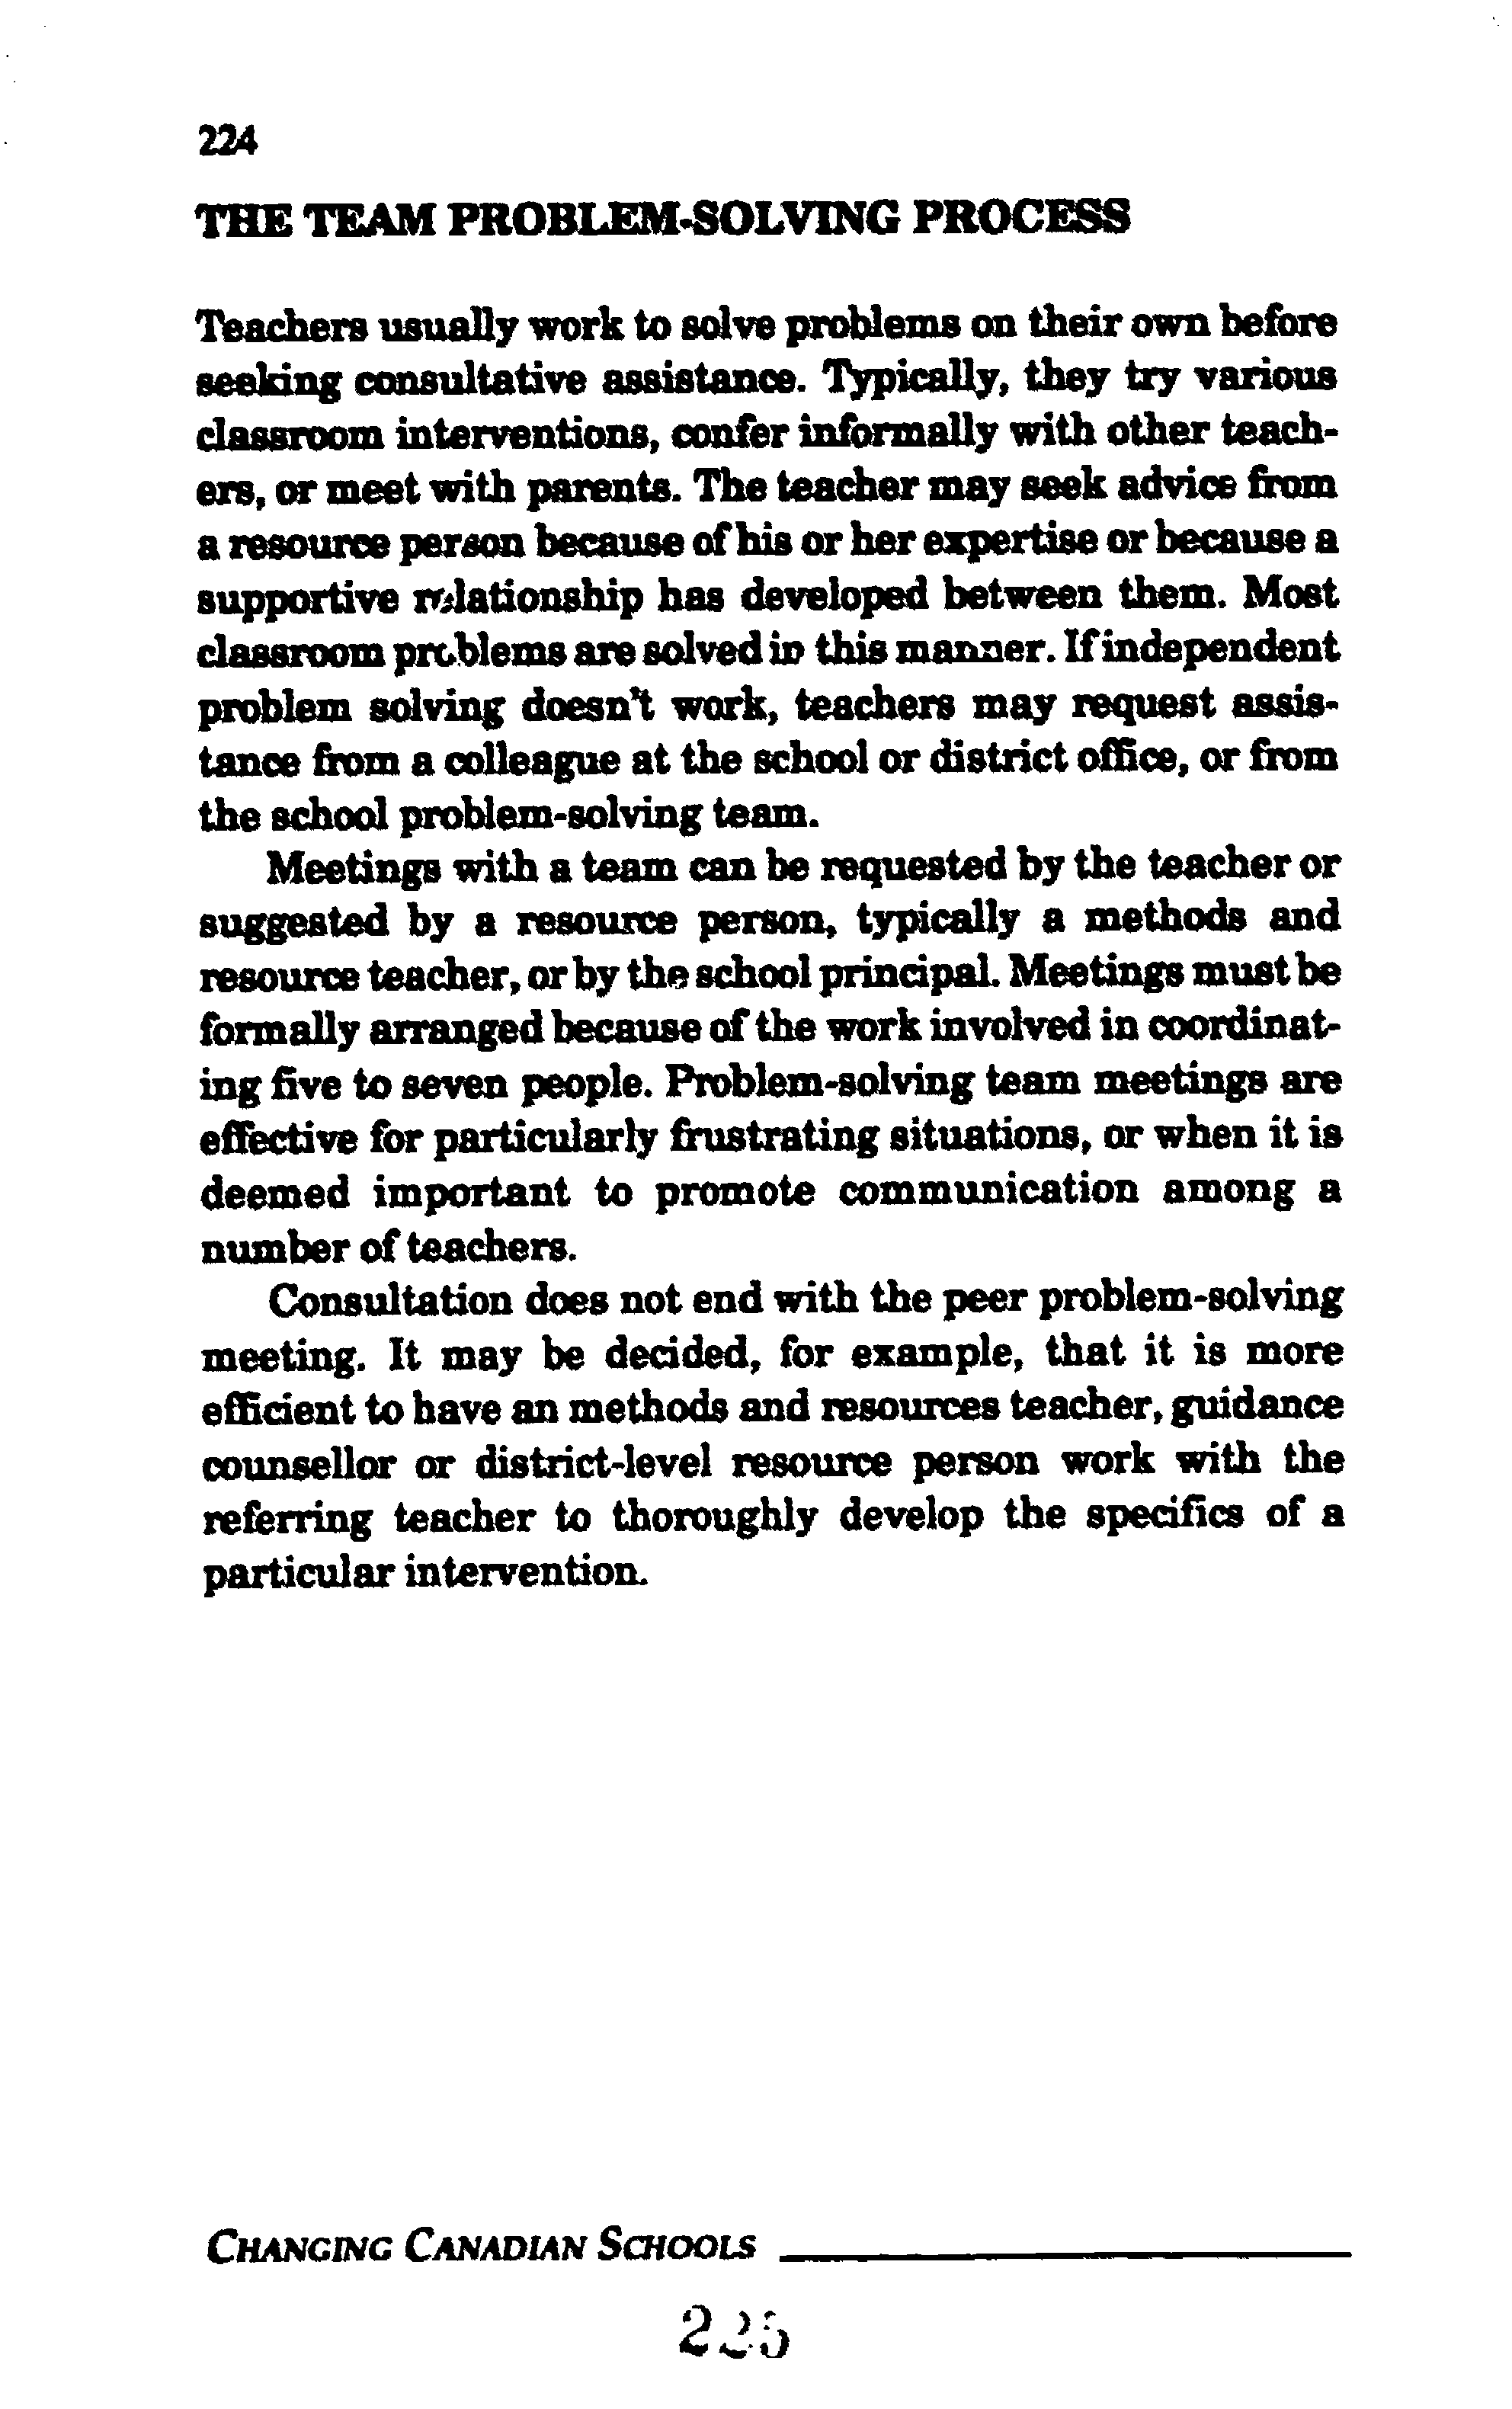 224
THE TEAM PROBLEM-SOLVING PROCESS
Teachers usually work to solve problems on their own before
seeking consultative assistance. Typically, they try various
classroom interventions, confer informally with other teach-
ers, or meet with parents. The teacher may seek advice from
a resource person because of his or her expertise or because a
supportive relationship has developed between them. Most
classroom problems are solved in this manner. If independent
problem solving doesn't work, teachers may request assis-
tance from a colleague at the school or district office, or from
the school problem-solving team.
Meetings with a team can be requested by the teacher or
suggested by a resource person, typically a methods and
resource teacher, or by the school principal. Meetings must be
formally arranged because of the work involved in coordinat-
ing five to seven people. Problem-solving team meetings are
effective for particularly frustrating situations, or when it is
deemed important to promote communication among a
number of teachers.
Consultation does not end with the peer problem-solving
meeting. It may be decided, for example, that it is more
efficient to have an methods and resources teacher, guidance
counsellor or district-level resource person work with the
referring teacher to thoroughly develop the specifics of a
particular intervention.
CHANGING CANADIAN SCHOOLS
225